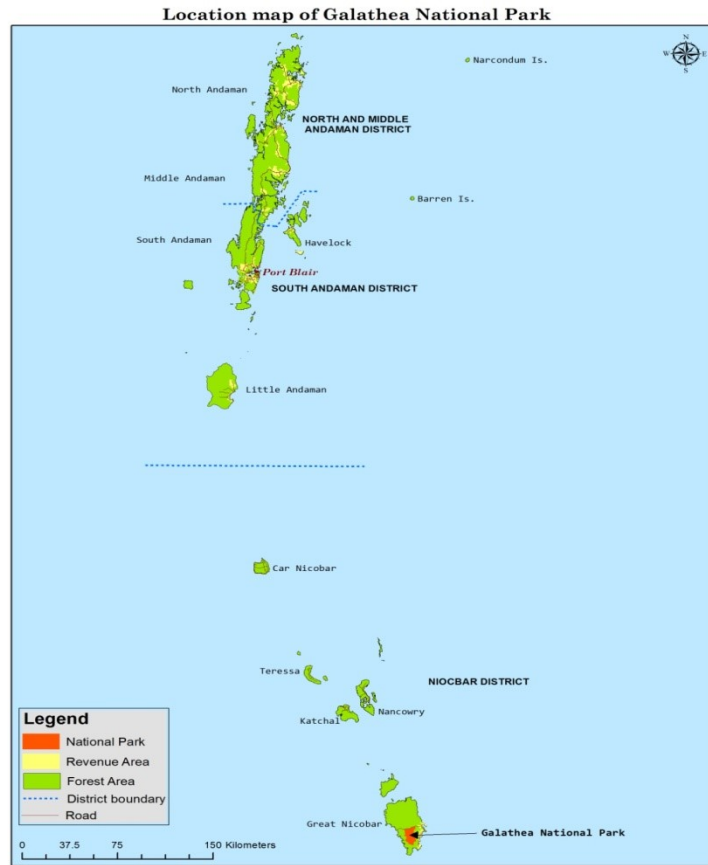 Location map of Galathea National Park
N
W E
S
Narcondum Is.
North Andaman
NORTH AND MIDDLE
ANDAMAN DISTRICT
Middle Andaman
Barren Is.
South Andaman
Havelock
Port Blair
SOUTH ANDAMAN DISTRICT
Little Andaman
Car Nicobar
Teressa
NIOCBAR DISTRICT
Nancowry
Katchal
Legend
National Park
Revenue Area
Forest Area
District boundary
Road
Great Nicobar
Galathea National Park
0 37.5 75 150 Kilometers